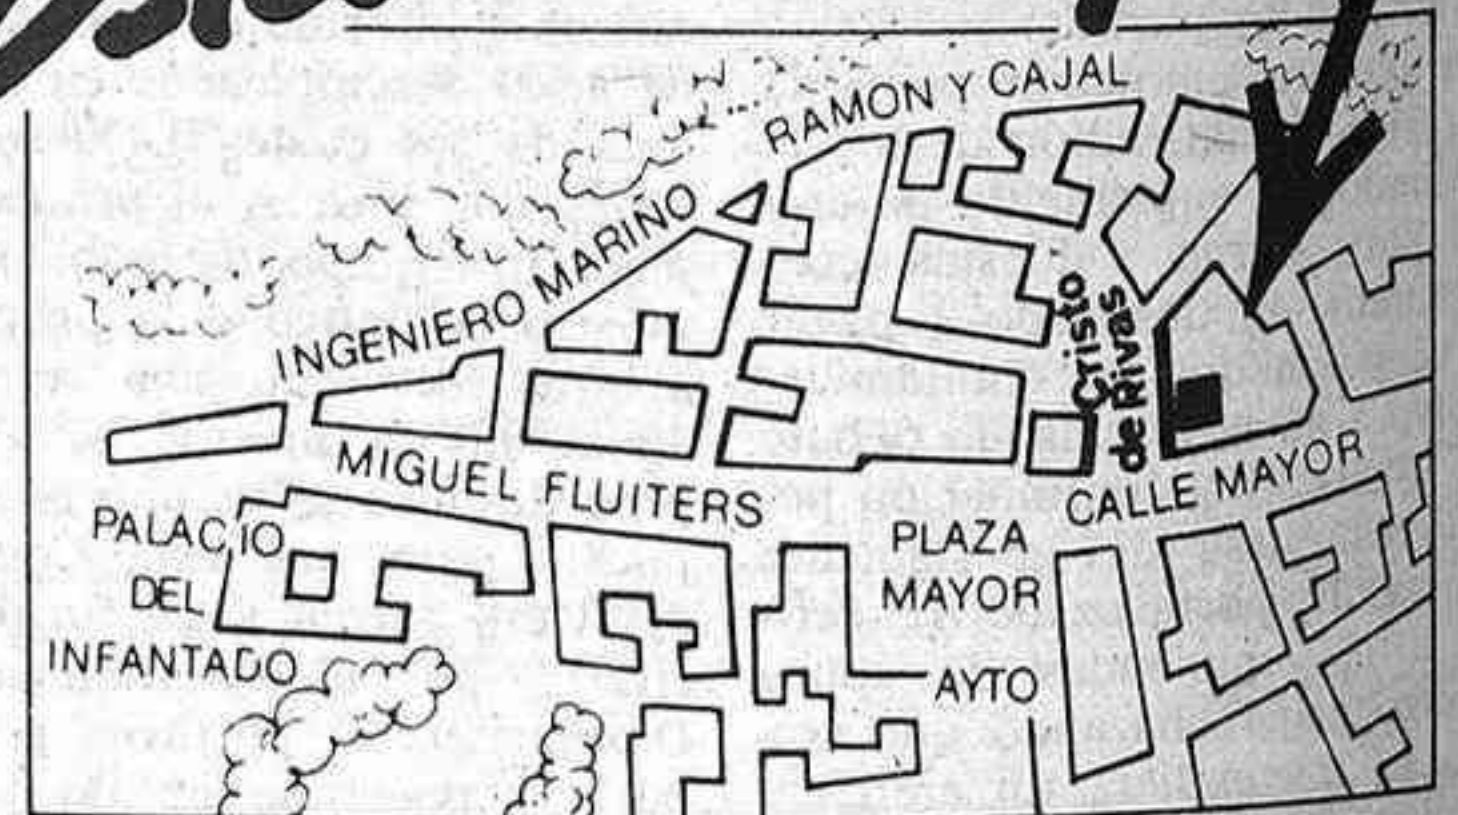 RAMON Y CAJAL
INGENIERO MARIÑO
Cristo
de Rivas
MIGUEL FLUITERS
CALLE MAYOR
PALACIO
DEL
INFANTADO
PLAZA
MAYOR
AYTO